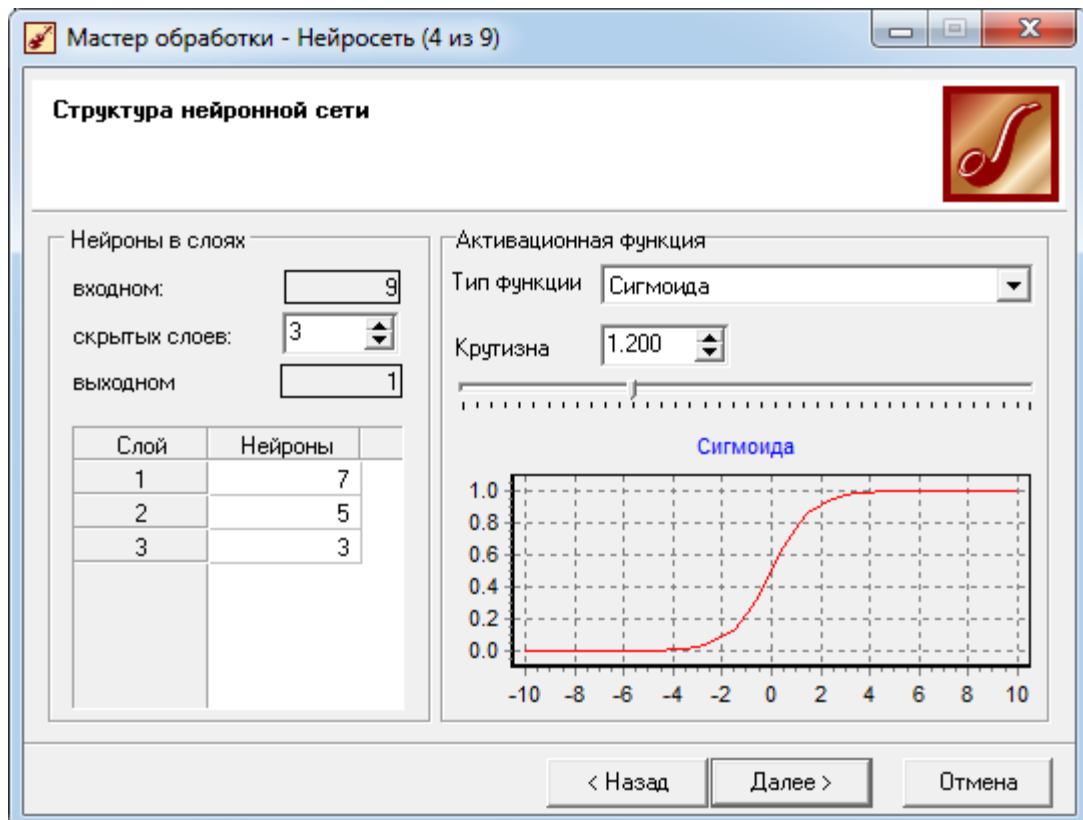 Мастер обработки - Нейросеть (4 из 9)
Структура нейронной сети
Нейроны в слоях
входном: 9
скрытых слоев: 3
выходном 1
Слой Нейроны
1 7
2 5
3 3
Активационная функция
Тип функции Сигмоида
Крутизна 1.200
Сигмоида
1.0
0.8
0.6
0.4
0.2
0.0
-10 -8 -6 -4 -2 0 2 4 6 8 10
< Назад Далее > Отмена